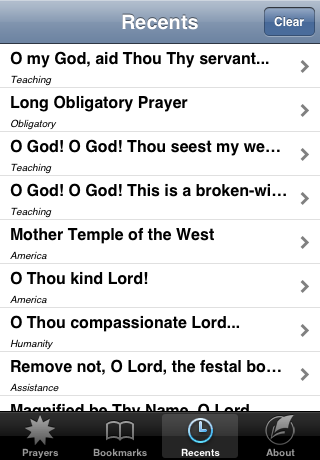 Recents
Clear
O my God, aid Thou Thy servant...
Teaching
Long Obligatory Prayer
Obligatory
O God! O God! Thou seest my we...
Teaching
O God! O God! This is a broken-wi...
Teaching
Mother Temple of the West
America
O Thou kind Lord!
America
O Thou compassionate Lord...
Humanity
Remove not, O Lord, the festal bo...
Assistance
Magnified be Thy Name, O Lord
Prayers
Bookmarks
Recents
About